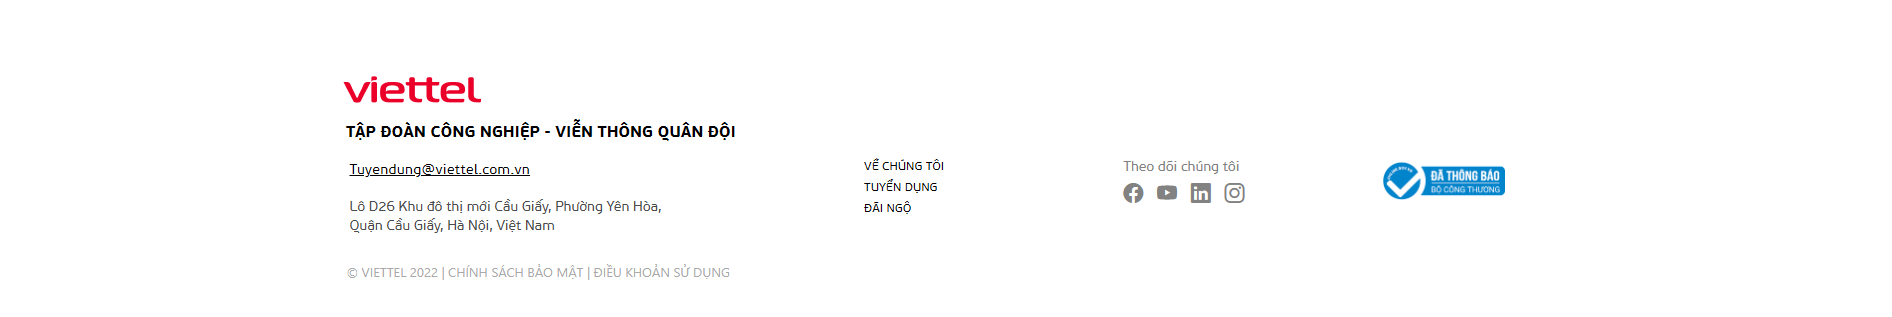 viettel
TẬP ĐOÀN CÔNG NGHIỆP - VIỄN THÔNG QUÂN ĐỘI
Tuyendung@viettel.com.vn
Lô D26 Khu đô thị mới Cầu Giấy, Phường Yên Hòa,
Quận Cầu Giấy, Hà Nội, Việt Nam
© VIETTEL 2022 | CHÍNH SÁCH BẢO MẬT | ĐIỀU KHOẢN SỬ DỤNG
VỀ CHÚNG TÔI
TUYỂN DỤNG
ĐÃI NGỘ
Theo dõi chúng tôi
ĐÃ THÔNG BÁO
BỘ CÔNG THƯƠNG